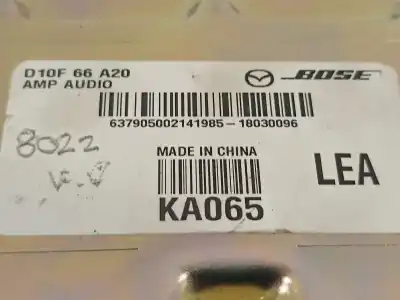 D10F 66 A20
AMP AUDIO
BOSE
637905002141985-18030096
8022
MADE IN CHINA
KA065
LEA